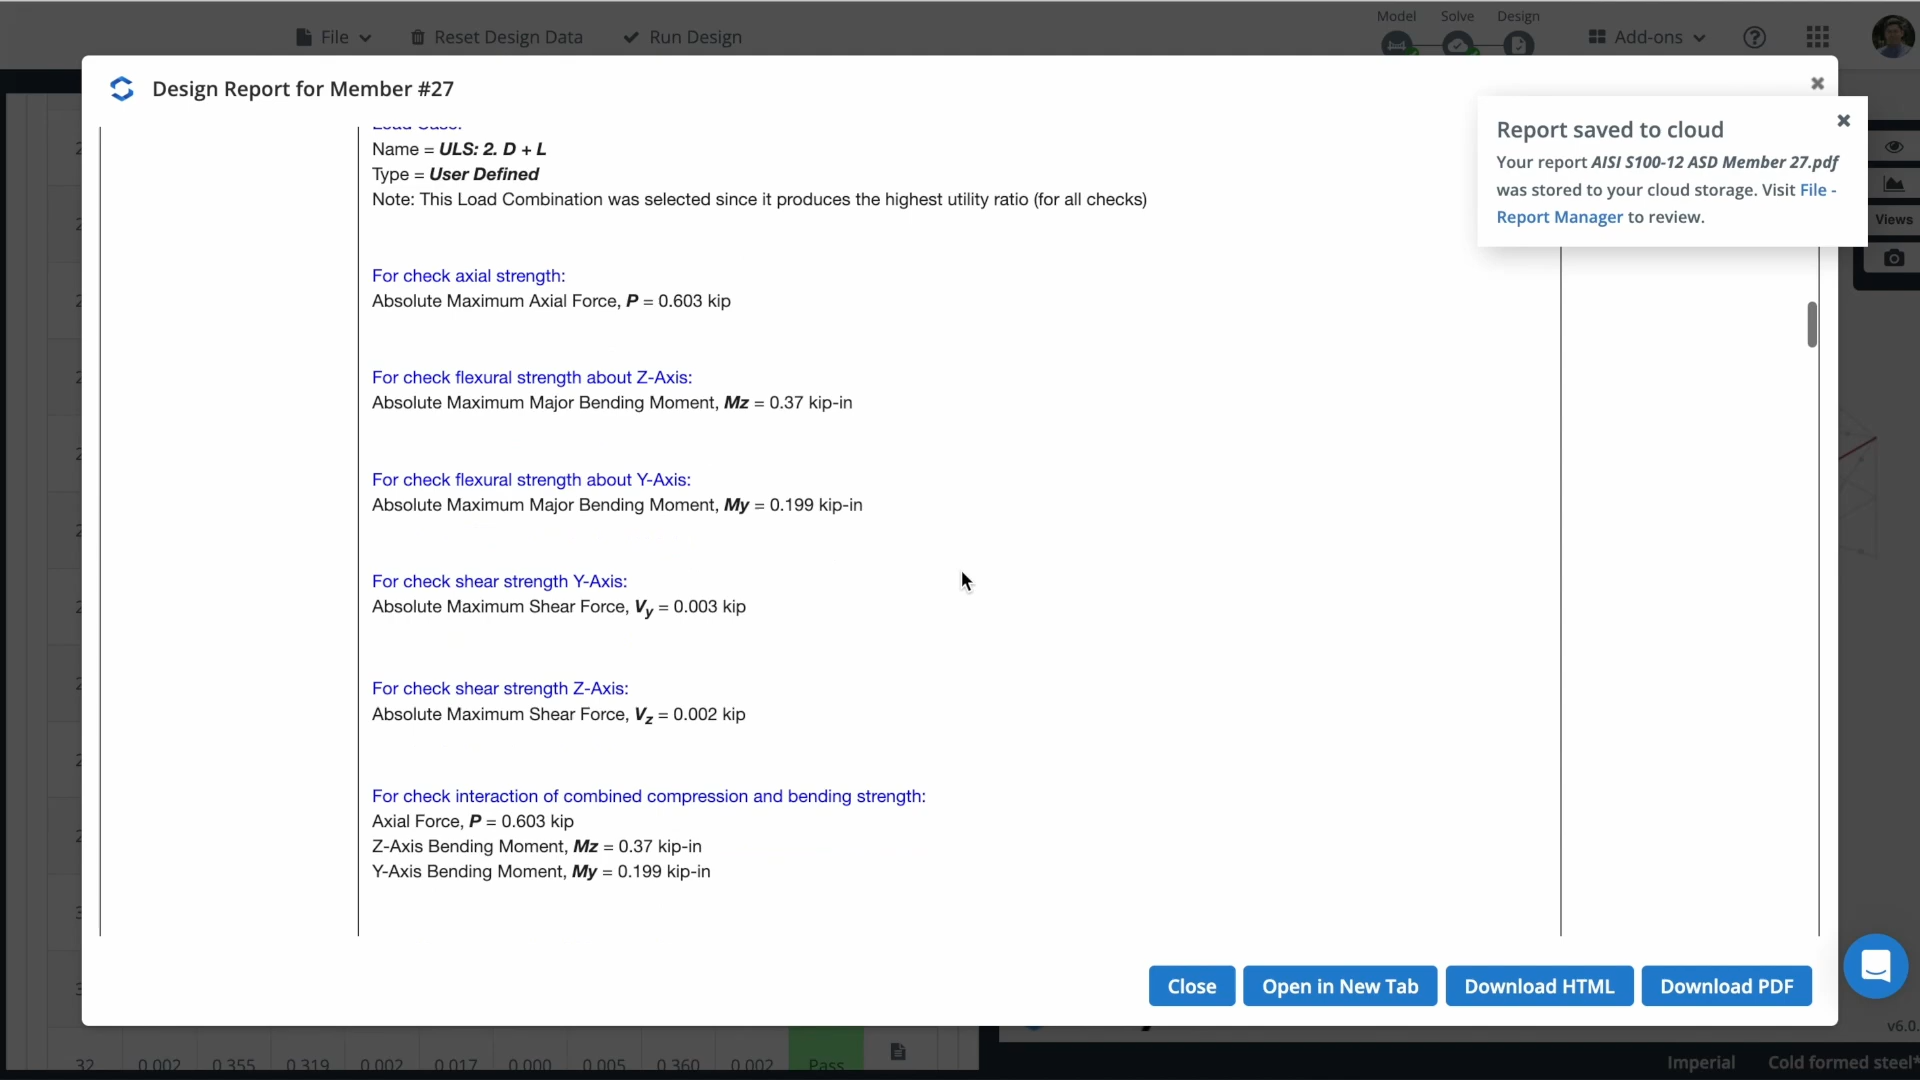 Model Solve Design
File Reset Design Data Run Design Add-ons
Design Report for Member #27
Report saved to cloud
Your report AISI S100-12 ASD Member 27.pdf
was stored to your cloud storage. Visit File -
Report Manager to review.
Views
Load Case:
Name = ULS: 2. D + L
Type = User Defined
Note: This Load Combination was selected since it produces the highest utility ratio (for all checks)
For check axial strength:
Absolute Maximum Axial Force, P = 0.603 kip
For check flexural strength about Z-Axis:
Absolute Maximum Major Bending Moment, Mz = 0.37 kip-in
For check flexural strength about Y-Axis:
Absolute Maximum Major Bending Moment, My = 0.199 kip-in
For check shear strength Y-Axis:
Absolute Maximum Shear Force, Vy = 0.003 kip
For check shear strength Z-Axis:
Absolute Maximum Shear Force, Vz = 0.002 kip
For check interaction of combined compression and bending strength:
Axial Force, P = 0.603 kip
Z-Axis Bending Moment, Mz = 0.37 kip-in
Y-Axis Bending Moment, My = 0.199 kip-in
Close Open in New Tab Download HTML Download PDF
v6.0.
32 0.002 0.355 0.319 0.002 0.017 0.000 0.005 0.360 0.002 Pass
Imperial Cold formed steel*